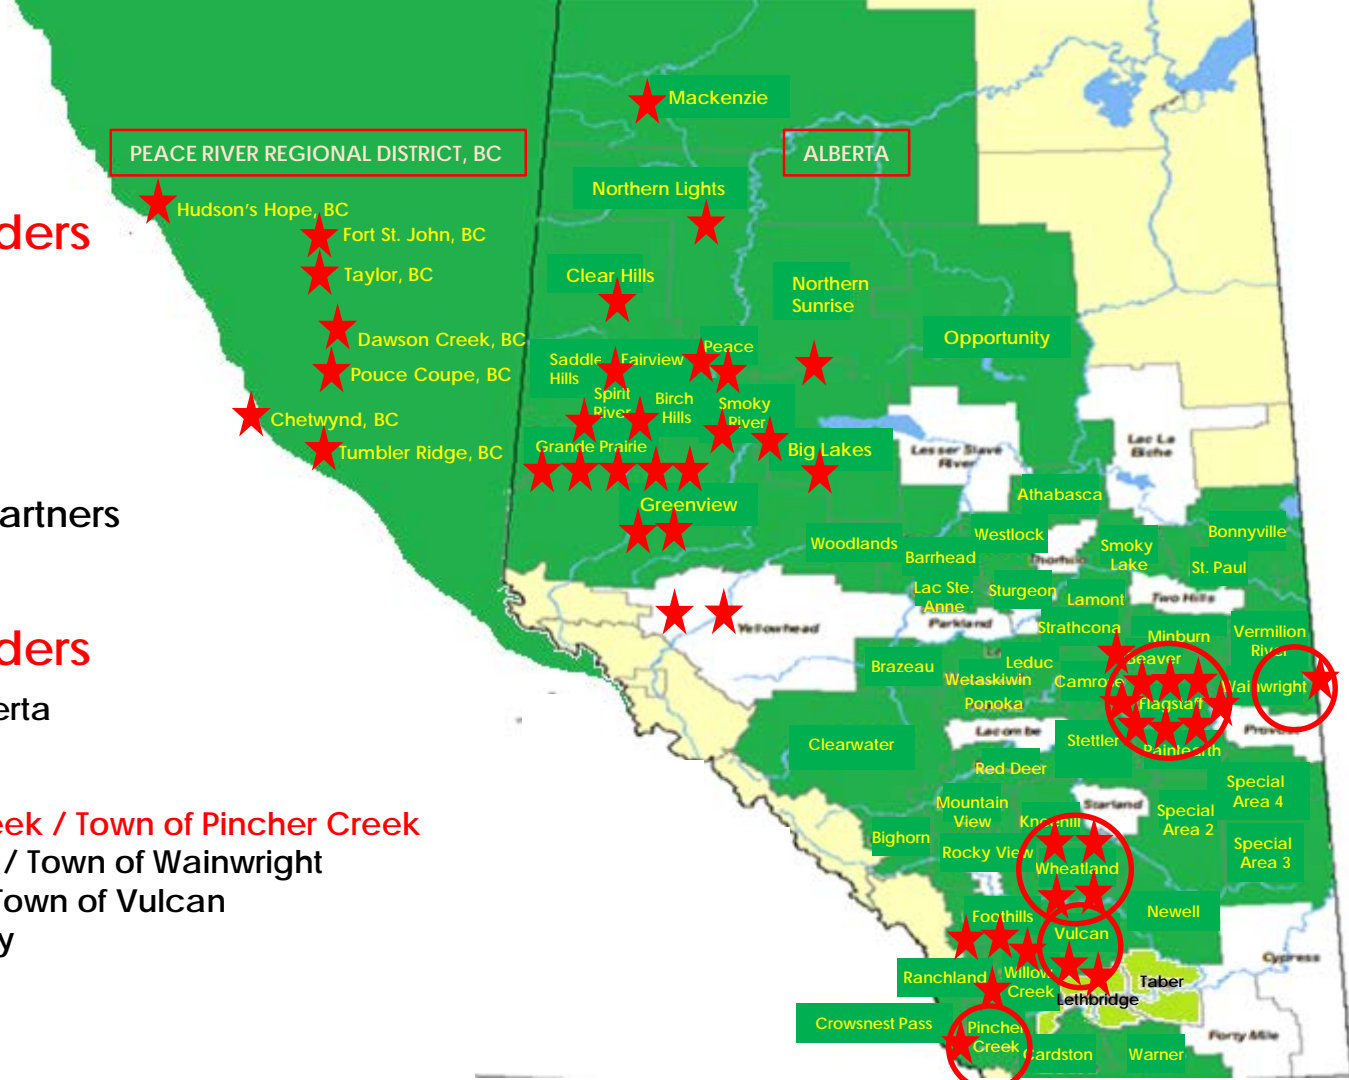 Mackenzie
PEACE RIVER REGIONAL DISTRICT, BC
ALBERTA
Northern Lights
Hudson's Hope, BC
ders
Fort St. John, BC
Taylor, BC
Clear Hills
Northern
Sunrise
Dawson Creek, BC
Opportunity
Peace
Saddle
Hills
Fairview
Pouce Coupe, BC
Spirit
River
Birch
Hills
Smoky
River
Chetwynd, BC
Tumbler Ridge, BC
Grande Prairie
Big Lakes
Lesser Slave
River
Lac La
Biche
Greenview
Athabasca
artners
Woodlands
Westlock
Barrhead
Thorhild
Smoky
Lake
Bonnyville
St. Paul
Lac Ste.
Anne
Sturgeon
Lamont
Two Hills
Yellowhead
Parkland
Strathcona
Minburn
Vermilion
River
ders
Brazeau
Leduc
Wetaskiwin
Camrose
Beaver
Wainwright
erta
Ponoka
Flagstaff
Clearwater
Lacombe
Stettler
Paintearth
Provost
Red Deer
Special
Area 4
Mountain
View
Starland
Special
Area 2
eek / Town of Pincher Creek
Knee hill
Bighorn
Rocky View
Special
Area 3
/ Town of Wainwright
Wheatland
Town of Vulcan
Foothills
Newell
y
Vulcan
Cypress
Ranchland
Willow
Creek
Taber
Lethbridge
Crowsnest Pass
Pincher
Creek
Cardston
Warner
Forty Mile